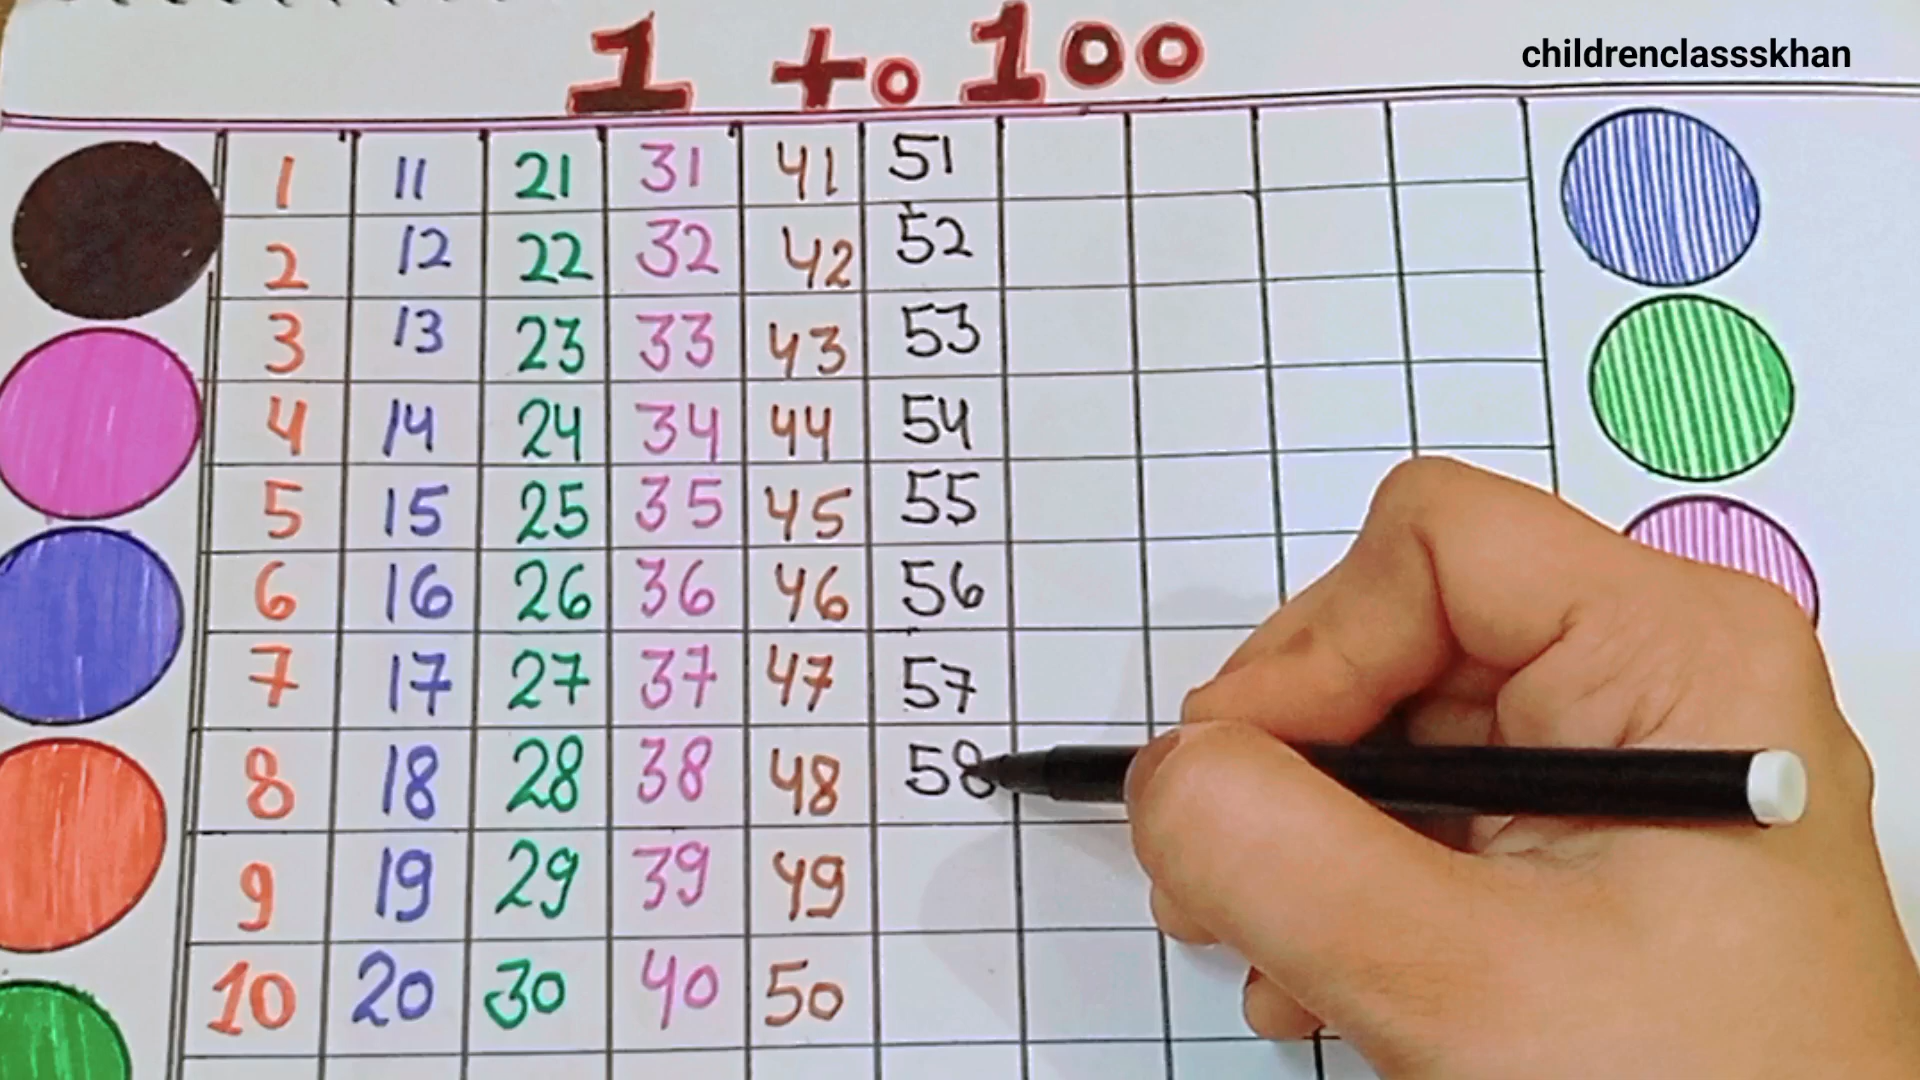 1 to 100
childrenclassskhan
1 11 21 31 41 51
2 12 22 32 42 52
3 13 23 33 43 53
4 14 24 34 44 54
5 15 25 35 45 55
6 16 26 36 46 56
7 17 27 37 47 57
8 18 28 38 48 58
9 19 29 39 49
10 20 30 40 50